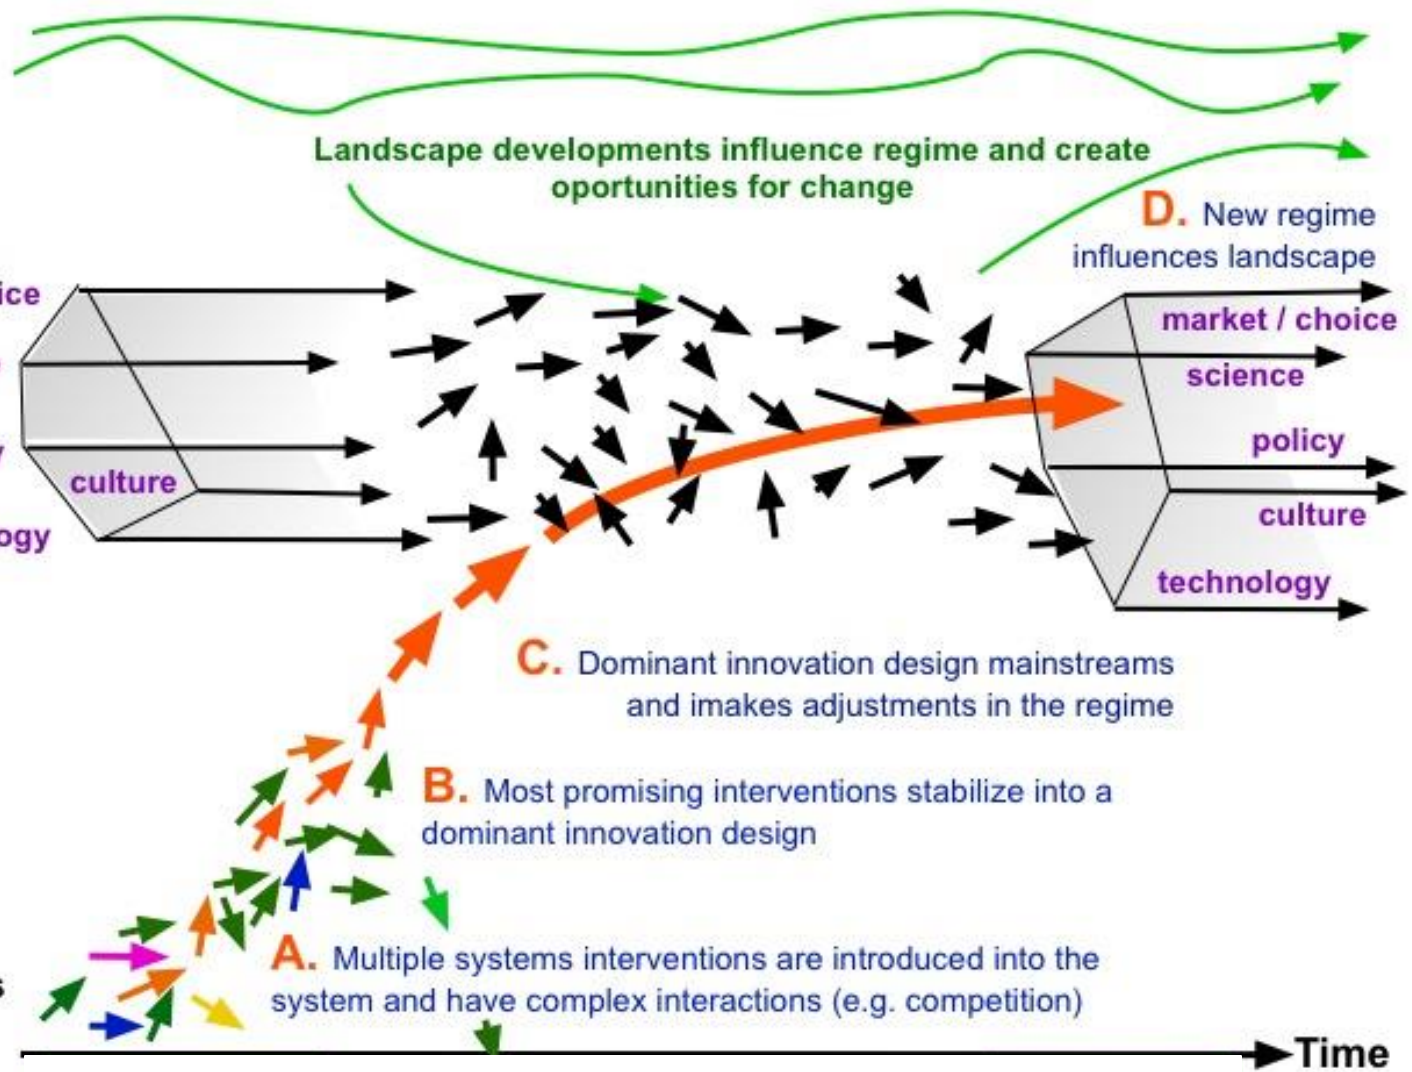 Landscape developments influence regime and create
oportunities for change
D. New regime
influences landscape
ice
market / choice
science
policy
culture
culture
ogy
technology
C. Dominant innovation design mainstreams
and imakes adjustments in the regime
B. Most promising interventions stabilize into a
dominant innovation design
A. Multiple systems interventions are introduced into the
system and have complex interactions (e.g. competition)
s
Time